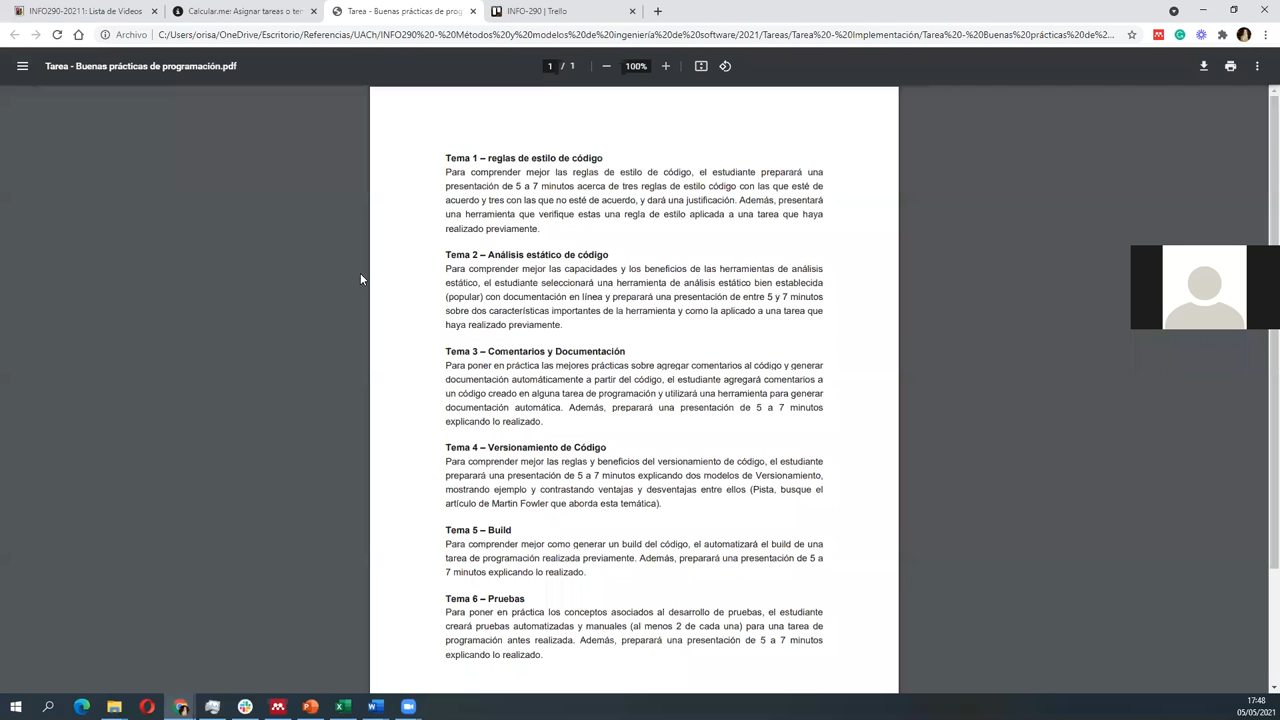 INFO290-20211: Lista de Vídeos
Calcular.me: Asignar tareas o ter
Tarea - Buenas prácticas de prog
INFO-290 | Trello
Archivo | C:/Users/orisa/OneDrive/Escritorio/Referencias/UACh/INFO290%20-%20Métodos%20y%20modelos%20de%20ingeniería%20de%20software/2021/Tareas/Tarea%20-%20Implementación/Tarea%20-%20Buenas%20prácticas%20de%2...
Tarea - Buenas prácticas de programación.pdf
1 / 1
100%
Tema 1 – reglas de estilo de código
Para comprender mejor las reglas de estilo de código, el estudiante preparará una
presentación de 5 a 7 minutos acerca de tres reglas de estilo código con las que esté de
acuerdo y tres con las que no esté de acuerdo, y dará una justificación. Además, presentará
una herramienta que verifique estas una regla de estilo aplicada a una tarea que haya
realizado previamente.
Tema 2 – Análisis estático de código
Para comprender mejor las capacidades y los beneficios de las herramientas de análisis
estático, el estudiante seleccionará una herramienta de análisis estático bien establecida
(popular) con documentación en línea y preparará una presentación de entre 5 y 7 minutos
sobre dos características importantes de la herramienta y como la aplicado a una tarea que
haya realizado previamente.
Tema 3 – Comentarios y Documentación
Para poner en práctica las mejores prácticas sobre agregar comentarios al código y generar
documentación automáticamente a partir del código, el estudiante agregará comentarios a
un código creado en alguna tarea de programación y utilizará una herramienta para generar
documentación automática. Además, preparará una presentación de 5 a 7 minutos
explicando lo realizado.
Tema 4 – Versionamiento de Código
Para comprender mejor las reglas y beneficios del versionamiento de código, el estudiante
preparará una presentación de 5 a 7 minutos explicando dos modelos de Versionamiento,
mostrando ejemplo y contrastando ventajas y desventajas entre ellos (Pista, busque el
artículo de Martin Fowler que aborda esta temática).
Tema 5 – Build
Para comprender mejor como generar un build del código, el automatizará el build de una
tarea de programación realizada previamente. Además, preparará una presentación de 5 a
7 minutos explicando lo realizado.
Tema 6 – Pruebas
Para poner en práctica los conceptos asociados al desarrollo de pruebas, el estudiante
creará pruebas automatizadas y manuales (al menos 2 de cada una) para una tarea de
programación antes realizada. Además, preparará una presentación de 5 a 7 minutos
explicando lo realizado.
17:48
05/05/2021